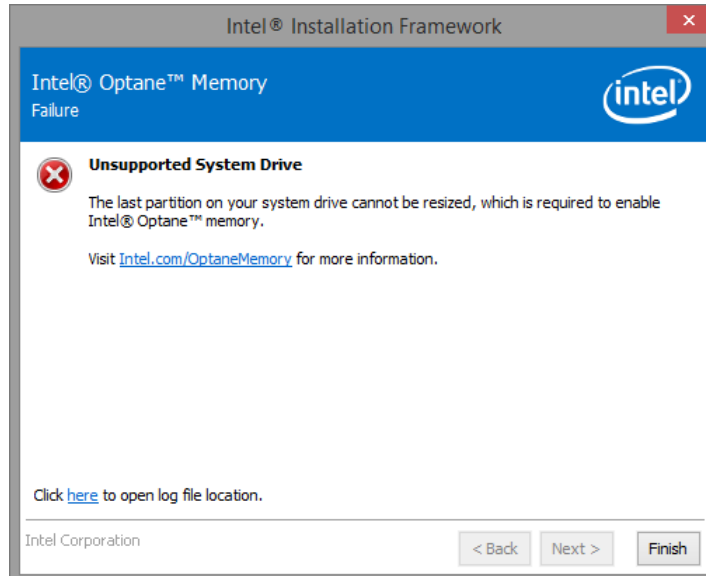 Intel® Installation Framework
Intel® Optane™ Memory
Failure
intel
Unsupported System Drive
The last partition on your system drive cannot be resized, which is required to enable
Intel® Optane™ memory.
Visit Intel.com/OptaneMemory for more information.
Click here to open log file location.
Intel Corporation
< Back Next > Finish